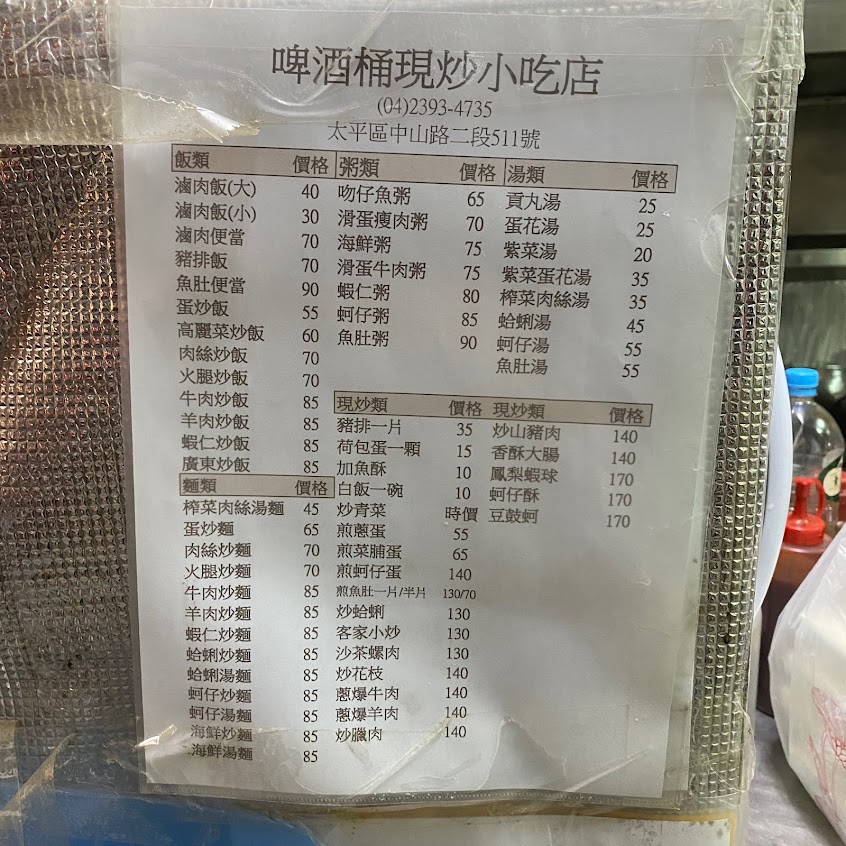 啤酒桶現炒小吃店
(04)2393-4735
太平區中山路二段511號
飯類 價格
滷肉飯(大) 40
滷肉飯(小) 30
滷肉便當 70
豬排飯 70
魚肚便當 90
蛋炒飯 55
高麗菜炒飯 60
肉絲炒飯 70
火腿炒飯 70
牛肉炒飯 85
羊肉炒飯 85
蝦仁炒飯 85
廣東炒飯 85
麵類 價格
榨菜肉絲湯麵 45
蛋炒麵 65
肉絲炒麵 70
火腿炒麵 70
牛肉炒麵 85
羊肉炒麵 85
蝦仁炒麵 85
蛤蜊炒麵 85
蛤蜊湯麵 85
蚵仔炒麵 85
蚵仔湯麵 85
海鮮炒麵 85
海鮮湯麵 85
粥類 價格
吻仔魚粥 65
滑蛋瘦肉粥 70
海鮮粥 75
滑蛋牛肉粥 75
蝦仁粥 80
蚵仔粥 85
魚肚粥 90
湯類 價格
貢丸湯 25
蛋花湯 25
紫菜湯 20
紫菜蛋花湯 35
榨菜肉絲湯 35
蛤蜊湯 45
蚵仔湯 55
魚肚湯 55
現炒類 價格
豬排一片 35
荷包蛋一顆 15
加魚酥 10
白飯一碗 10
炒青菜 時價
煎蔥蛋 55
煎菜脯蛋 65
煎蚵仔蛋 140
煎魚肚一片/半片 130/70
炒蛤蜊 130
客家小炒 130
沙茶螺肉 130
炒花枝 140
蔥爆牛肉 140
蔥爆羊肉 140
炒臘肉 140
現炒類 價格
炒山豬肉 140
香酥大腸 140
鳳梨蝦球 170
蚵仔酥 170
豆鼓蚵 170